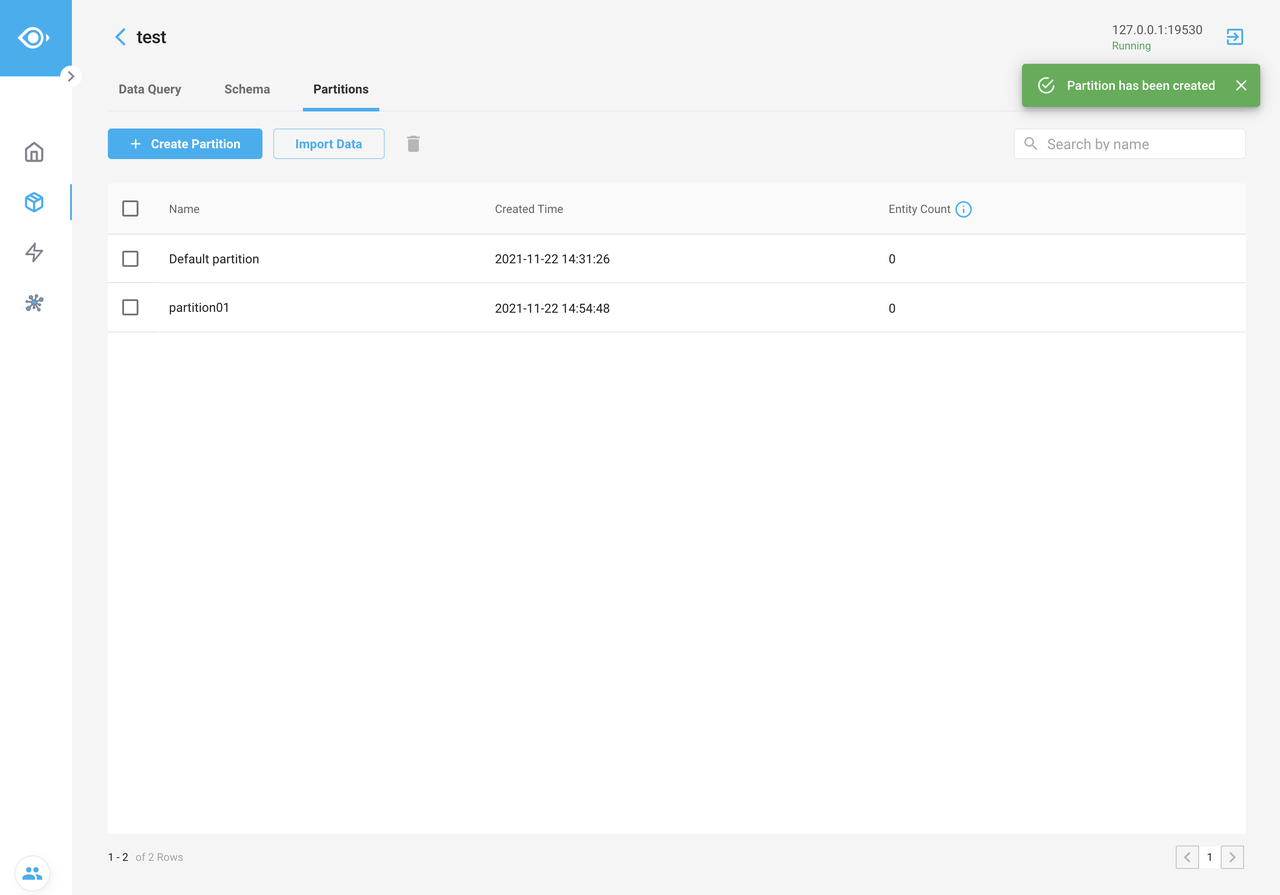 test
127.0.0.1:19530
Running
Data Query Schema Partitions
Partition has been created
Create Partition Import Data
Search by name
Name Created Time Entity Count
Default partition 2021-11-22 14:31:26 0
partition01 2021-11-22 14:54:48 0
1 - 2 of 2 Rows
1